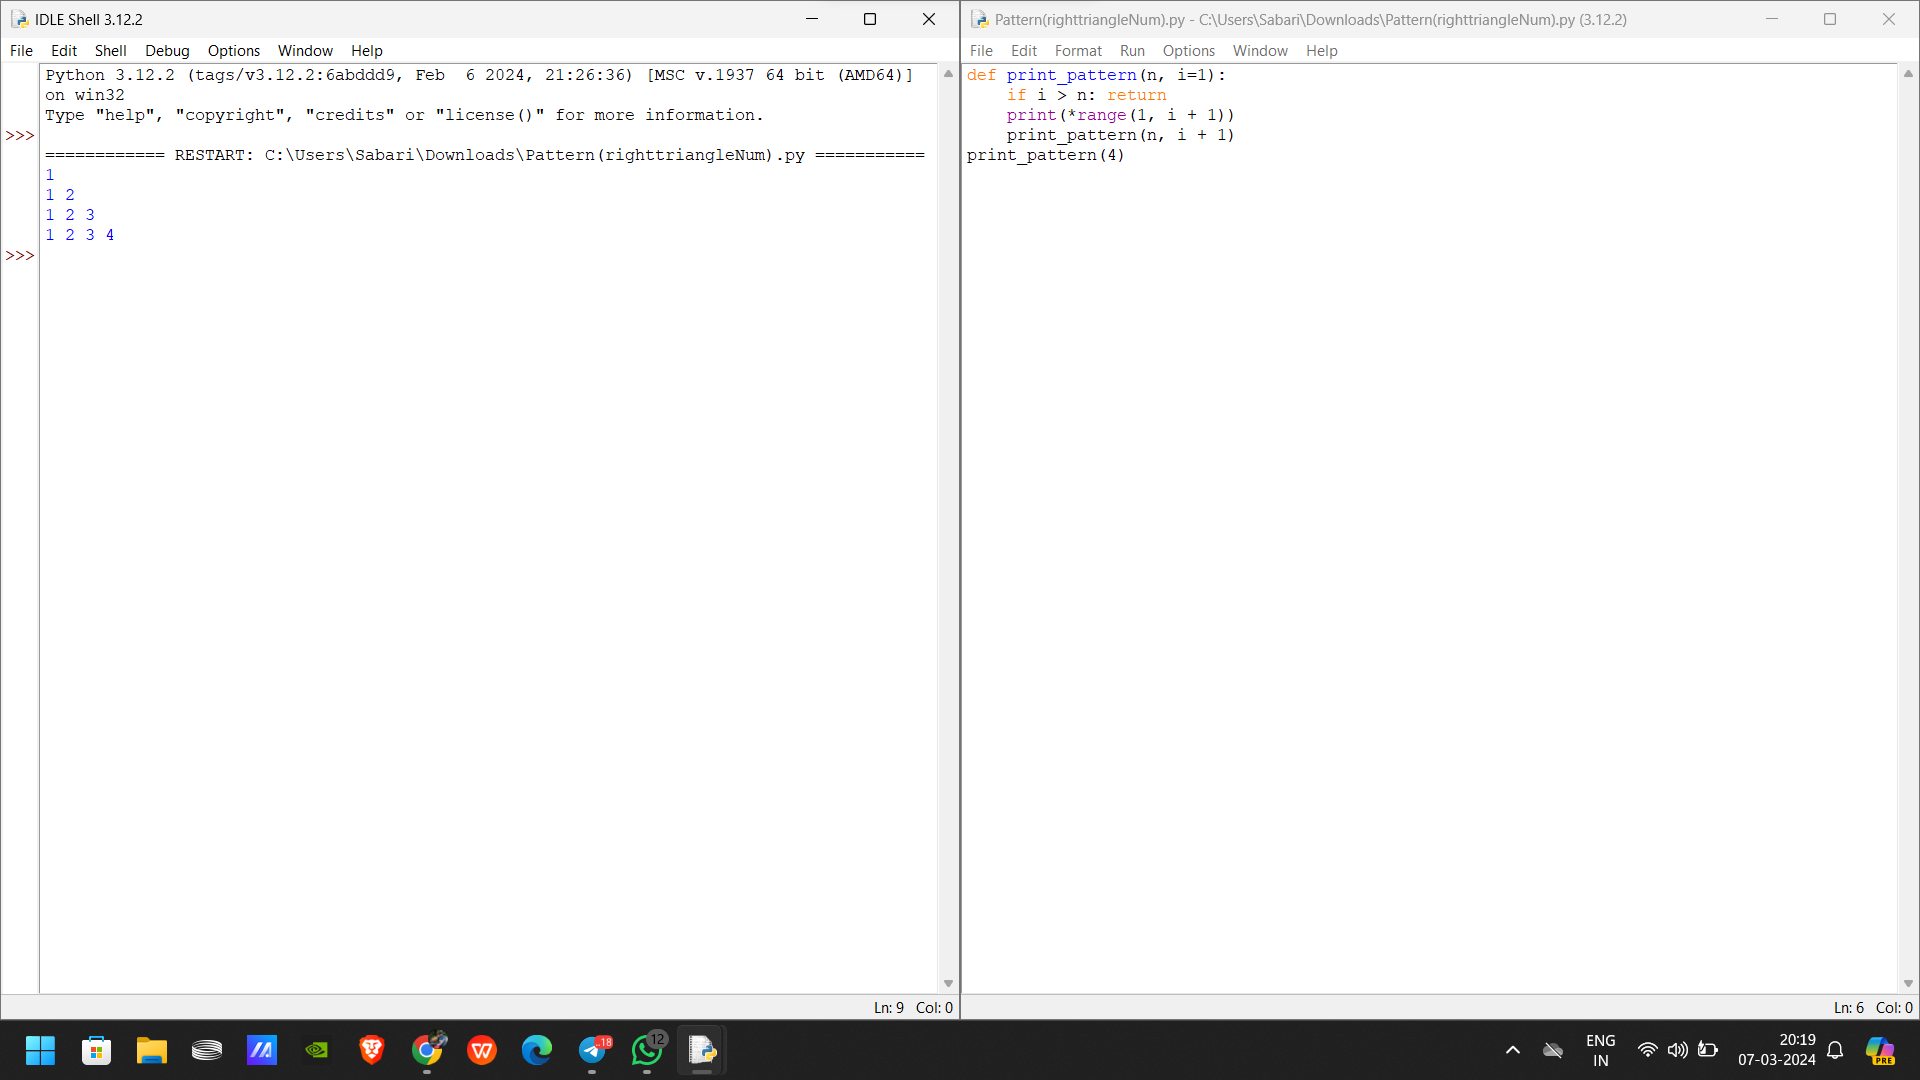 IDLE Shell 3.12.2
File Edit Shell Debug Options Window Help
Python 3.12.2 (tags/v3.12.2:6abddd9, Feb  6 2024, 21:26:36) [MSC v.1937 64 bit (AMD64)]
on win32
Type "help", "copyright", "credits" or "license()" for more information.
>>>
============ RESTART: C:\Users\Sabari\Downloads\Pattern(righttriangleNum).py ===========
1
1 2
1 2 3
1 2 3 4
>>>
Ln: 9 Col: 0
Pattern(righttriangleNum).py - C:\Users\Sabari\Downloads\Pattern(righttriangleNum).py (3.12.2)
File Edit Format Run Options Window Help
def print_pattern(n, i=1):
    if i > n: return
    print(*range(1, i + 1))
    print_pattern(n, i + 1)
print_pattern(4)
Ln: 6 Col: 0
W
..18
12
ENG
IN
20:19
07-03-2024
PRE